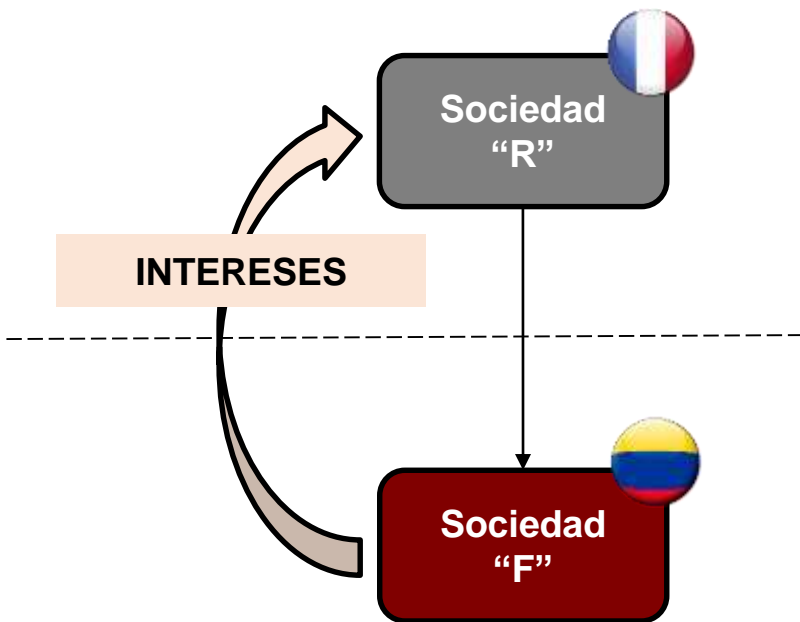 Sociedad
“R”
INTERESES
Sociedad
“F”